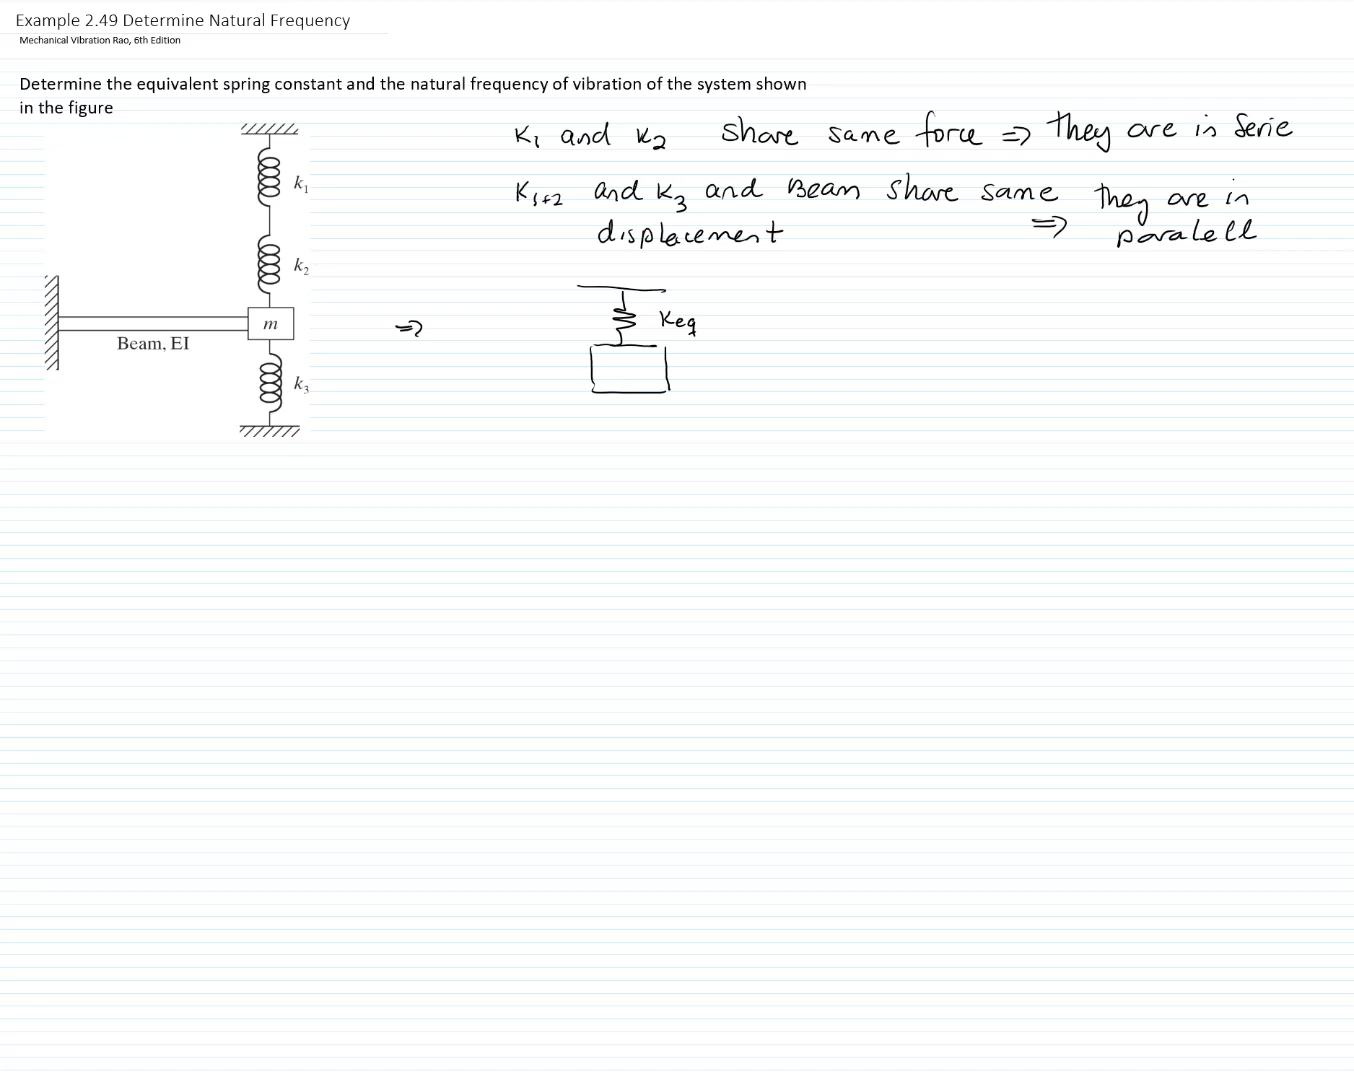 Example 2.49 Determine Natural Frequency
Mechanical Vibration Rao, 6th Edition
Determine the equivalent spring constant and the natural frequency of vibration of the system shown
in the figure
K₁ and K₂ share same force => They are in Serie
K₁₊₂ and K₃ and Beam share same displacement => they are in paralell
k₁
k₂
m
Beam, EI
k₃
=>
Keq